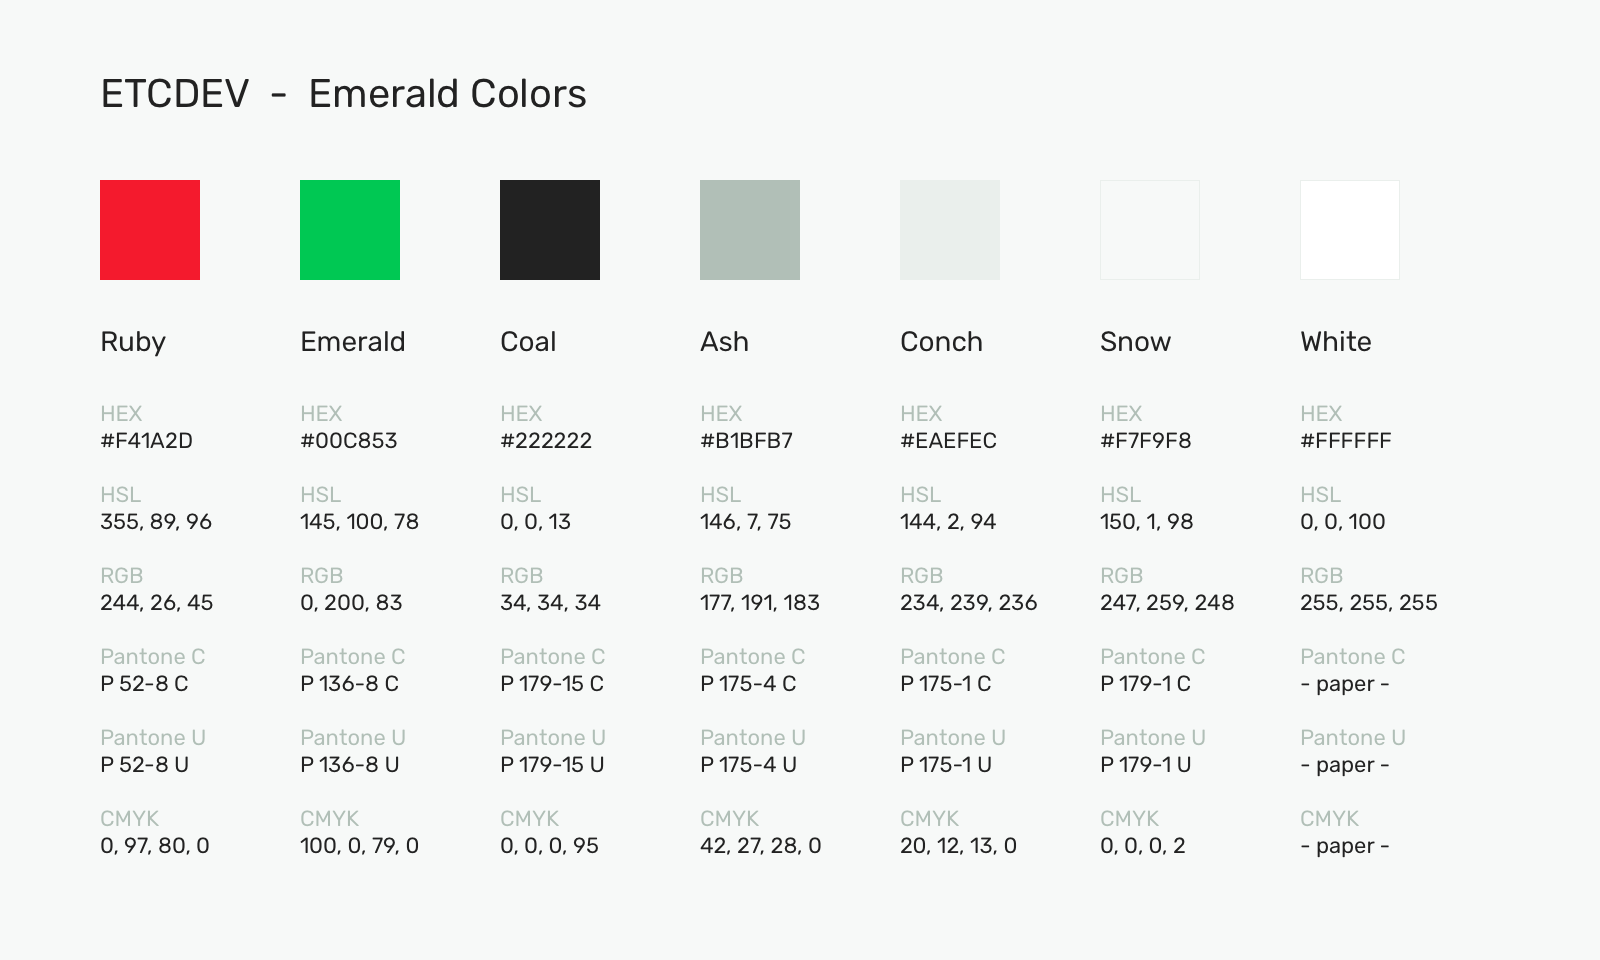 ETCDEV - Emerald Colors
Ruby
HEX
#F41A2D
HSL
355, 89, 96
RGB
244, 26, 45
Pantone C
P 52-8 C
Pantone U
P 52-8 U
CMYK
0, 97, 80, 0
Emerald
HEX
#00C853
HSL
145, 100, 78
RGB
0, 200, 83
Pantone C
P 136-8 C
Pantone U
P 136-8 U
CMYK
100, 0, 79, 0
Coal
HEX
#222222
HSL
0, 0, 13
RGB
34, 34, 34
Pantone C
P 179-15 C
Pantone U
P 179-15 U
CMYK
0, 0, 0, 95
Ash
HEX
#B1BFB7
HSL
146, 7, 75
RGB
177, 191, 183
Pantone C
P 175-4 C
Pantone U
P 175-4 U
CMYK
42, 27, 28, 0
Conch
HEX
#EAEFEC
HSL
144, 2, 94
RGB
234, 239, 236
Pantone C
P 175-1 C
Pantone U
P 175-1 U
CMYK
20, 12, 13, 0
Snow
HEX
#F7F9F8
HSL
150, 1, 98
RGB
247, 259, 248
Pantone C
P 179-1 C
Pantone U
P 179-1 U
CMYK
0, 0, 0, 2
White
HEX
#FFFFFF
HSL
0, 0, 100
RGB
255, 255, 255
Pantone C
- paper -
Pantone U
- paper -
CMYK
- paper -